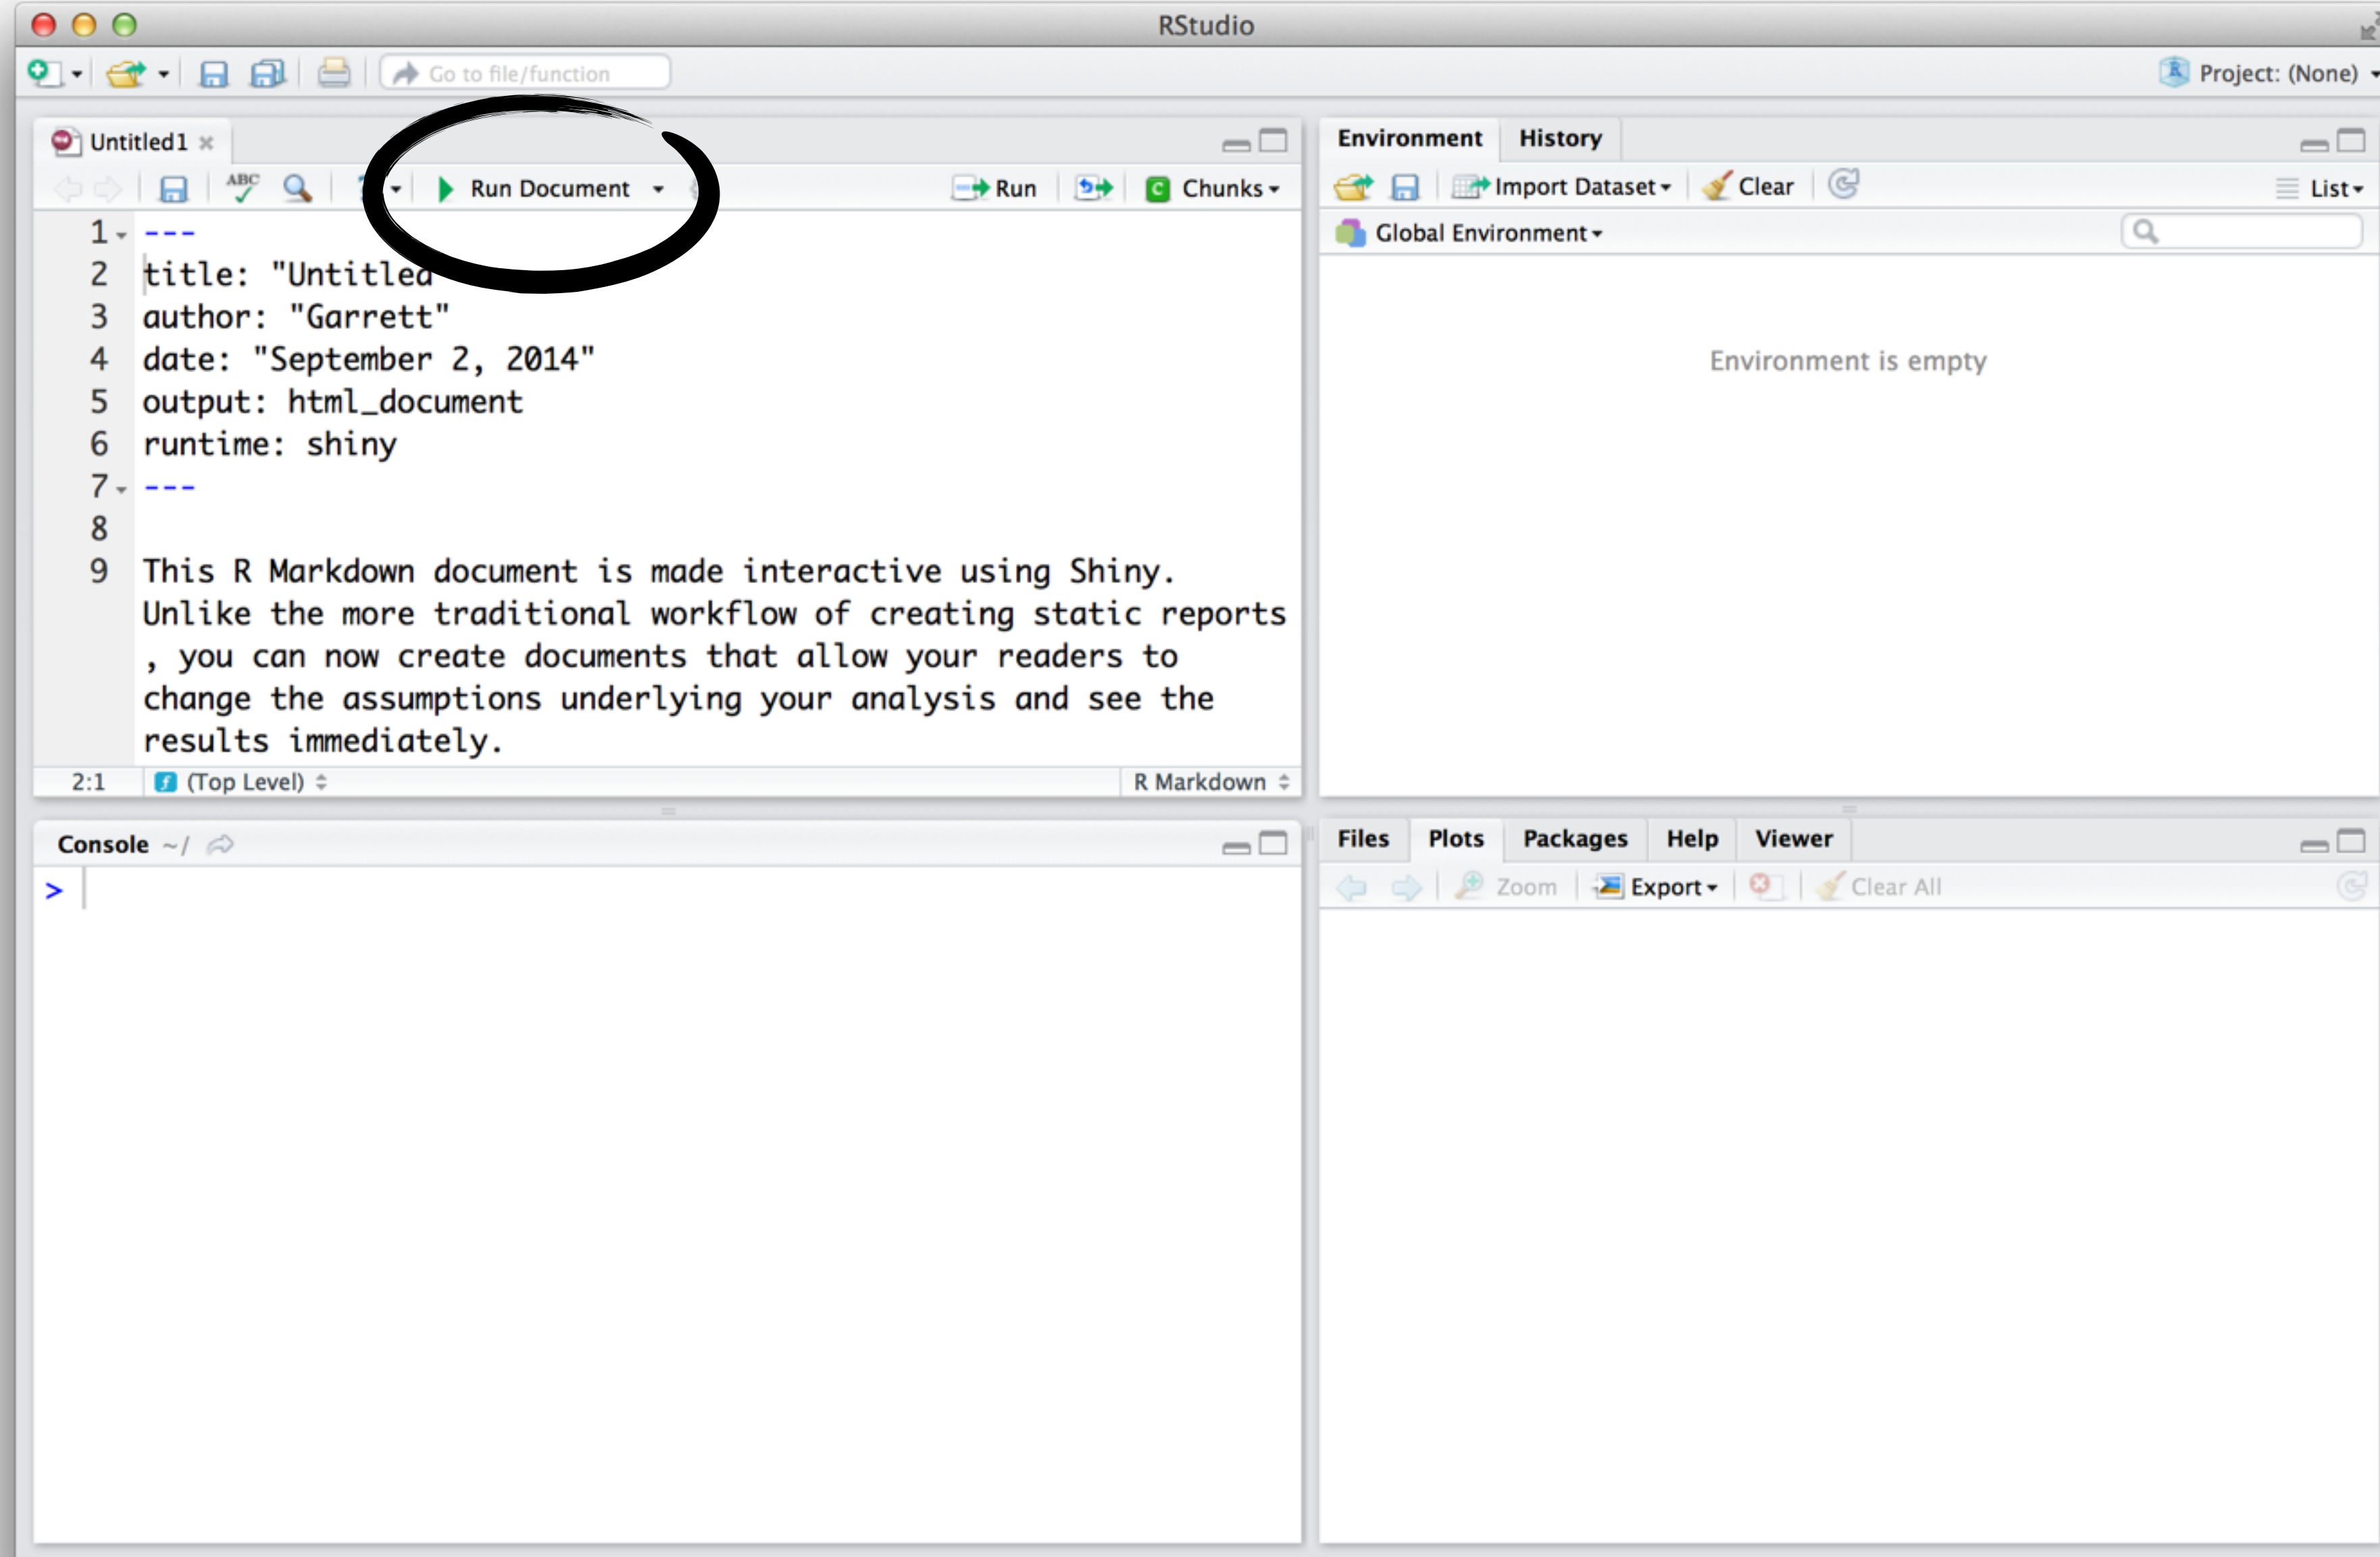 RStudio
Go to file/function
Project: (None)
Untitled1
ABC
Run Document
Run
Chunks
1 ---
2 title: "Untitled
3 author: "Garrett"
4 date: "September 2, 2014"
5 output: html_document
6 runtime: shiny
7 ---
8
9 This R Markdown document is made interactive using Shiny.
Unlike the more traditional workflow of creating static reports
, you can now create documents that allow your readers to
change the assumptions underlying your analysis and see the
results immediately.
2:1 (Top Level) R Markdown
Environment History
Import Dataset Clear List
Global Environment
Environment is empty
Console ~/
>
Files Plots Packages Help Viewer
Zoom Export Clear All